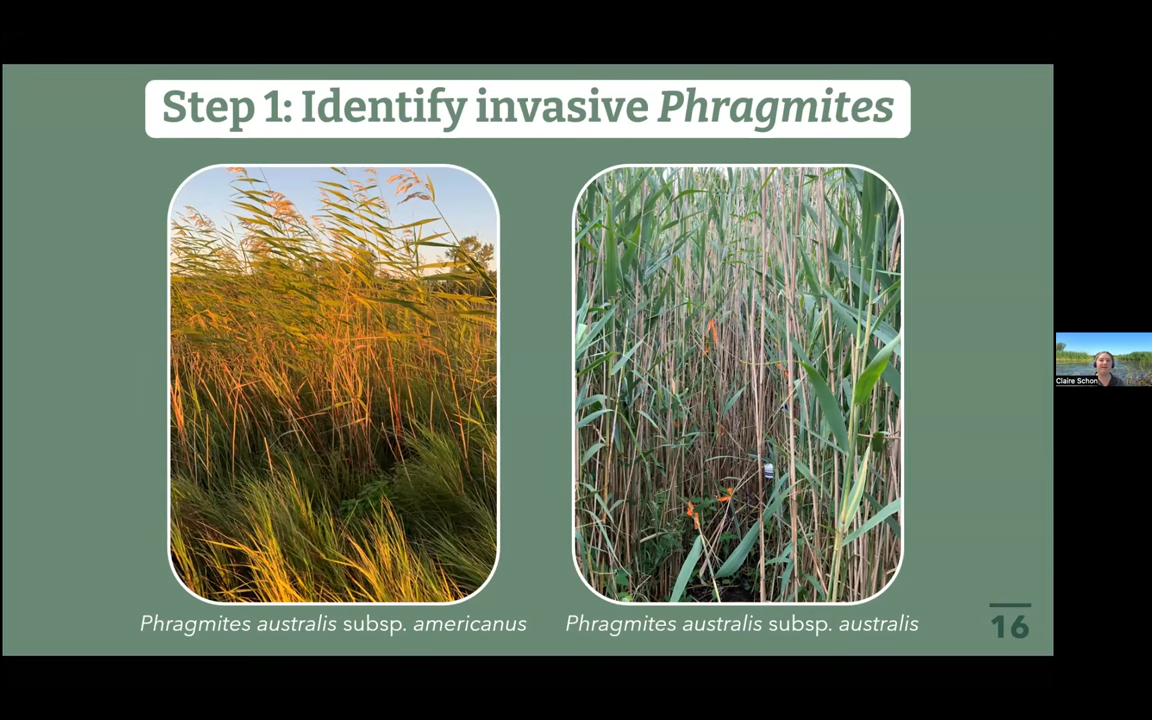 Step 1: Identify invasive Phragmites
Phragmites australis subsp. americanus
Phragmites australis subsp. australis
16
Claire Schon